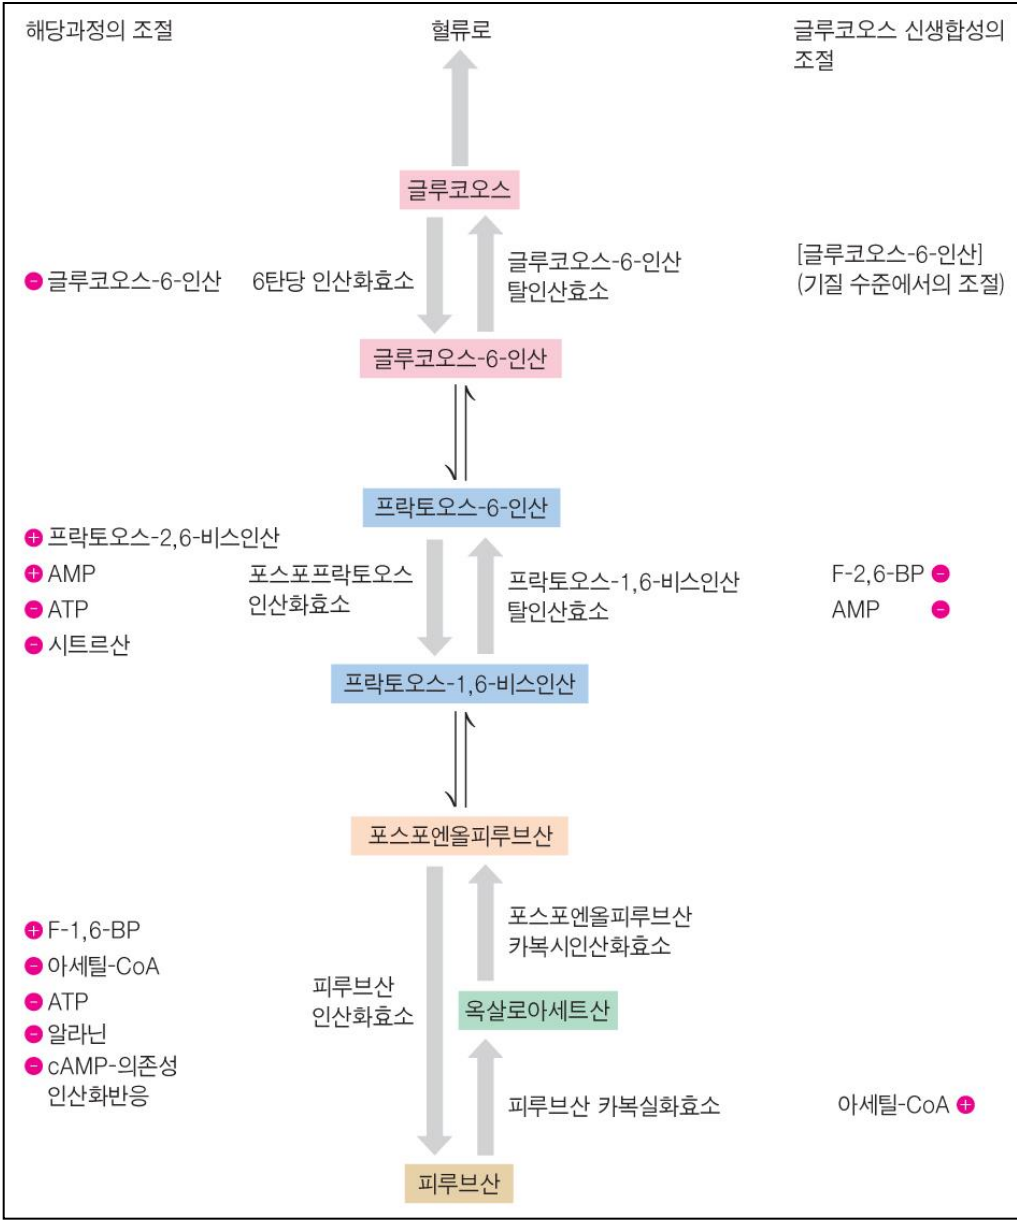 해당과정의 조절
혈류로
글루코오스 신생합성의
조절
글루코오스
- 글루코오스-6-인산
6탄당 인산화효소
글루코오스-6-인산
탈인산효소
[글루코오스-6-인산]
(기질 수준에서의 조절)
글루코오스-6-인산
프락토오스-6-인산
+ 프락토오스-2,6-비스인산
+ AMP
- ATP
- 시트르산
포스포프락토오스
인산화효소
프락토오스-1,6-비스인산
탈인산효소
F-2,6-BP -
AMP -
프락토오스-1,6-비스인산
포스포엔올피루브산
+ F-1,6-BP
- 아세틸-CoA
- ATP
- 알라닌
- cAMP-의존성
인산화반응
피루브산
인산화효소
포스포엔올피루브산
카복시인산화효소
옥살로아세트산
피루브산 카복실화효소
아세틸-CoA +
피루브산